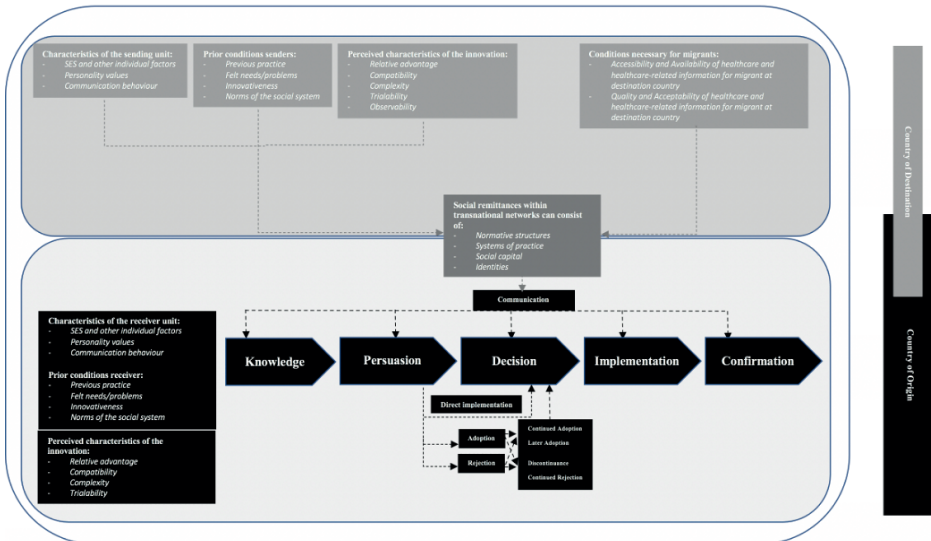 Characteristics of the sending unit:
- SES and other individual factors
- Personality values
- Communication behaviour
Prior conditions senders:
- Previous practice
- Felt needs/problems
- Innovativeness
- Norms of the social system
Perceived characteristics of the innovation:
- Relative advantage
- Compatibility
- Complexity
- Trialability
- Observability
Conditions necessary for migrants:
- Accessibility and Availability of healthcare and
healthcare-related information for migrant at
destination country
- Quality and Acceptability of healthcare and
healthcare-related information for migrant at
destination country
Country of Destination
Social remittances within
transnational networks can consist
of:
- Normative structures
- Systems of practice
- Social capital
- Identities
Communication
Characteristics of the receiver unit:
- SES and other individual factors
- Personality values
- Communication behaviour
Prior conditions receiver:
- Previous practice
- Felt needs/problems
- Innovativeness
- Norms of the social system
Perceived characteristics of the
innovation:
- Relative advantage
- Compatibility
- Complexity
- Trialability
Knowledge
Persuasion
Decision
Implementation
Confirmation
Direct implementation
Adoption
Rejection
Continued Adoption
Later Adoption
Discontinuance
Continued Rejection
Country of Origin